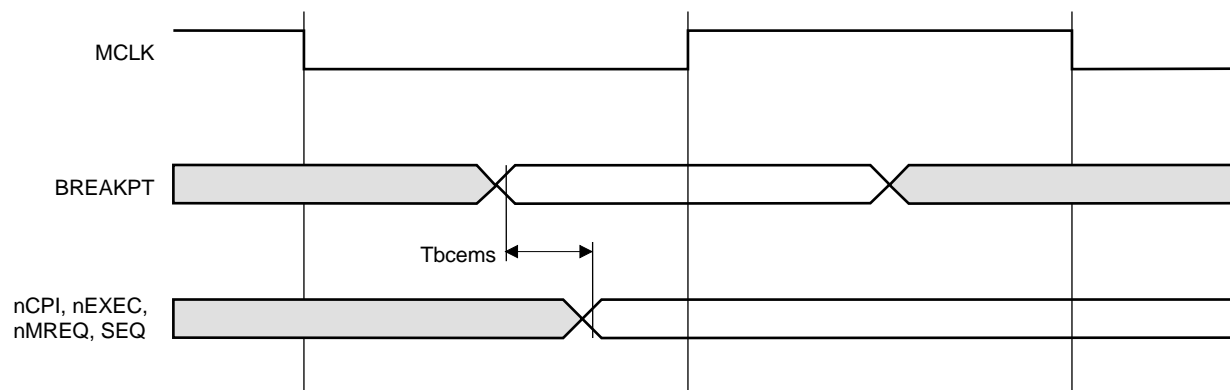 MCLK
BREAKPT
Tbcems
nCPI, nEXEC,
nMREQ, SEQ